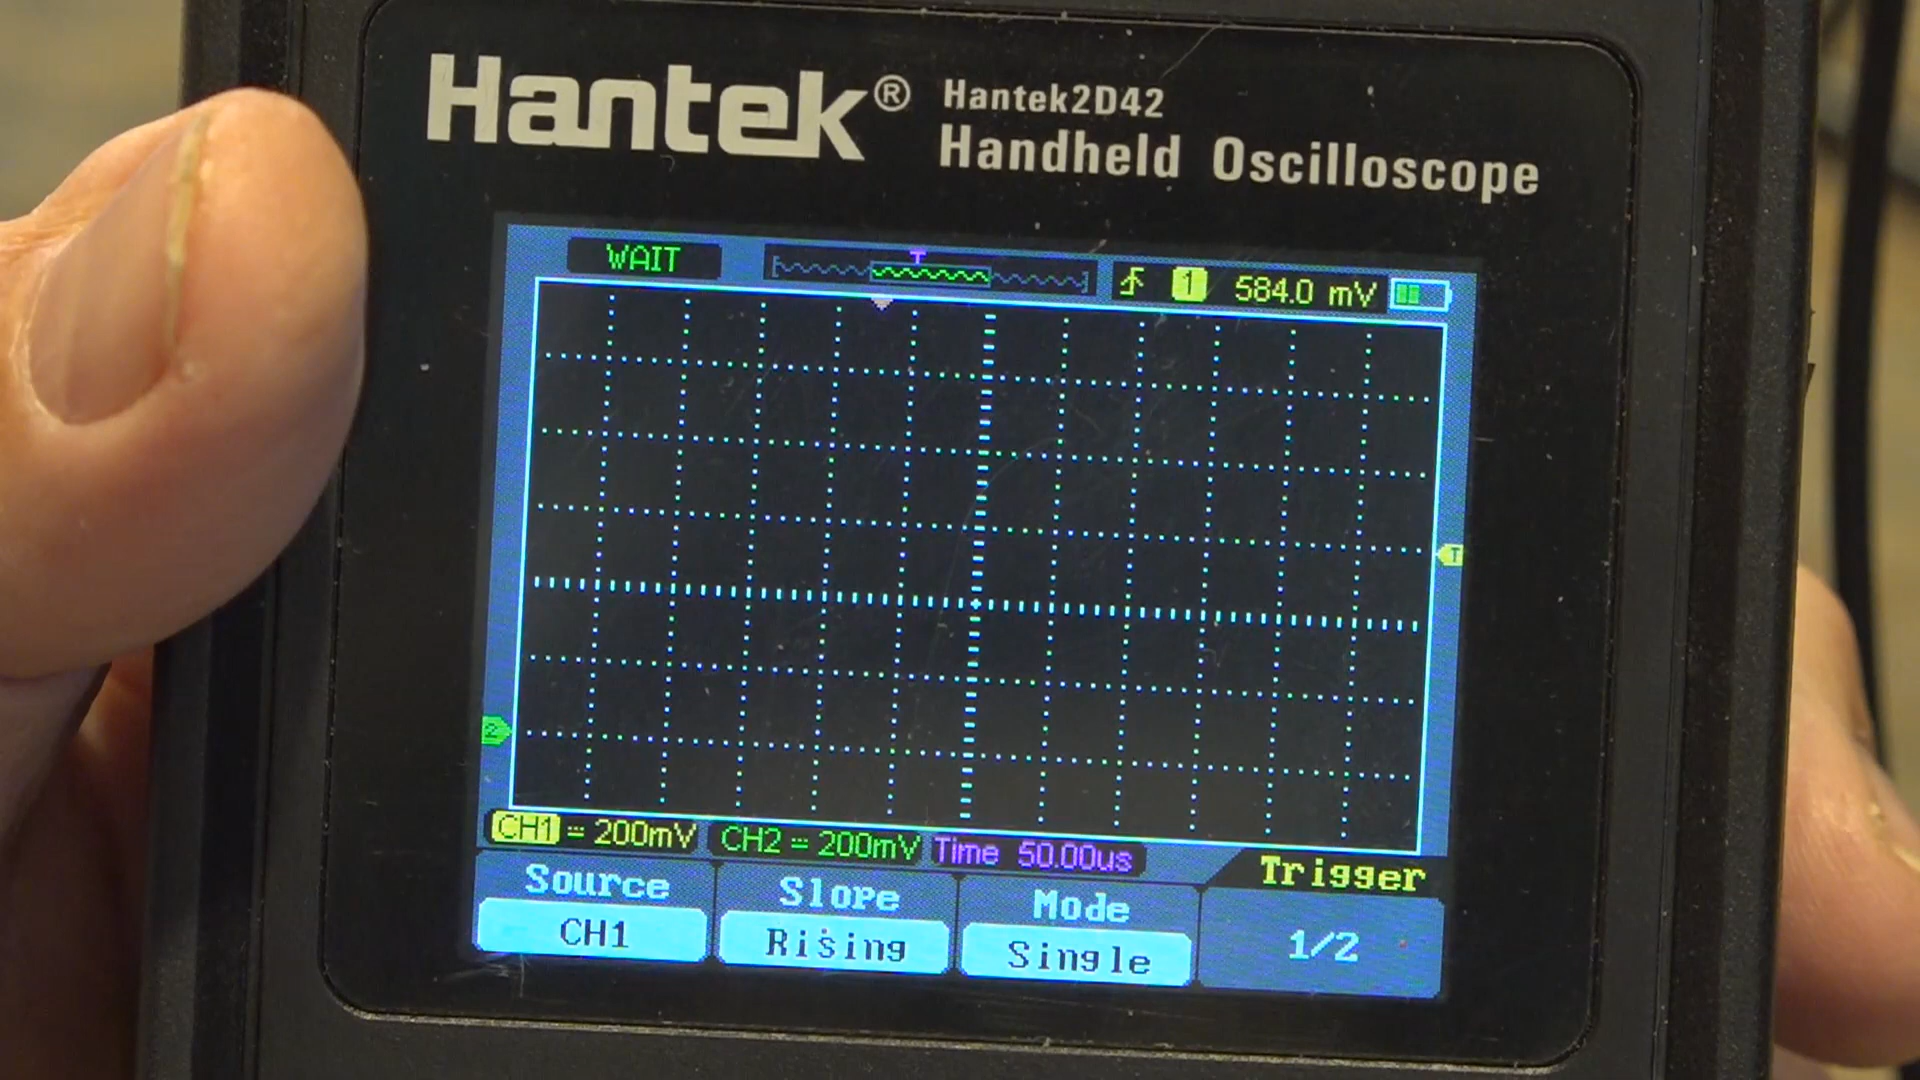 Hantek®
Hantek2D42
Handheld Oscilloscope
WAIT
T
1 584.0 mV
T
2
CH1 = 200mV CH2 = 200mV Time 50.00us
Trigger
Source Slope Mode
CH1 Rising Single 1/2